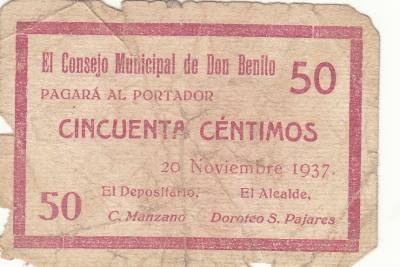 El Consejo Municipal de Don Benito 50
PAGARÁ AL PORTADOR
CINCUENTA CÉNTIMOS
20 Noviembre 1937.
El Depositario, El Alcalde,
50 C. Manzano Doroteo S. Pajares